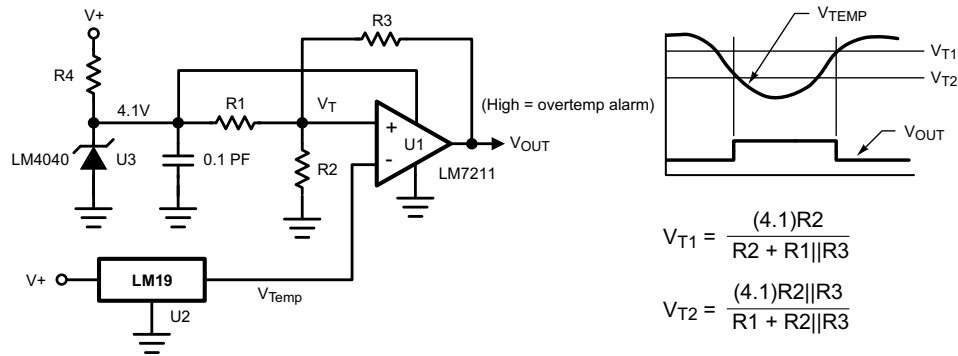 V+
R3
R4
4.1V
R1
VT
(High = overtemp alarm)
+
U1
-
VOUT
LM4040
U3
0.1 PF
R2
LM7211
V+
LM19
VTemp
U2
VTEMP
VT1
VT2
VOUT
VT1 = (4.1)R2 / R2 + R1||R3
VT2 = (4.1)R2||R3 / R1 + R2||R3